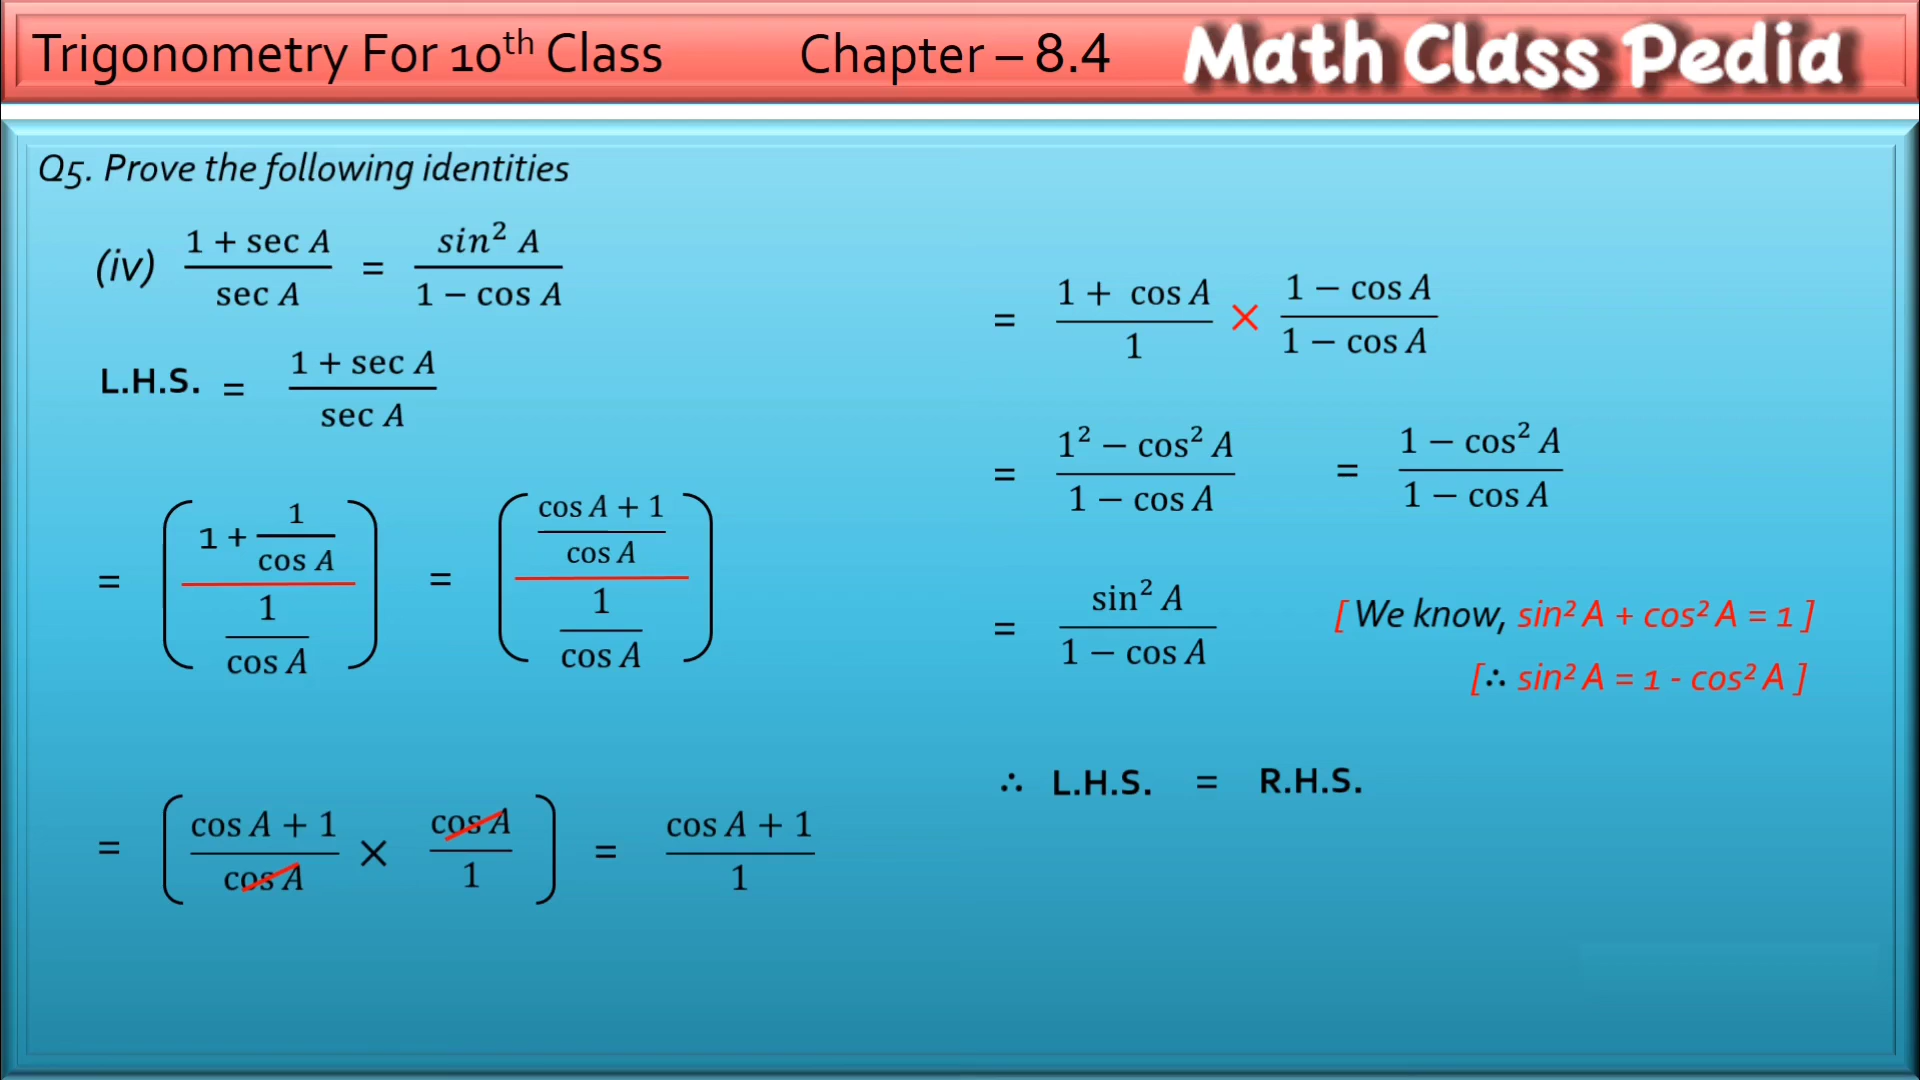 Trigonometry For 10th Class Chapter – 8.4 Math Class Pedia
Q5. Prove the following identities
(iv) (1 + sec A)/(sec A) = (sin² A)/(1 − cos A)
L.H.S. = (1 + sec A)/(sec A)
= ((1 + 1/(cos A))/(1/(cos A))) = (((cos A + 1)/(cos A))/(1/(cos A)))
= ((cos A + 1)/(cos A) × (cos A)/1) = (cos A + 1)/1
= (1 + cos A)/1 × (1 − cos A)/(1 − cos A)
= (1² − cos² A)/(1 − cos A) = (1 − cos² A)/(1 − cos A)
= (sin² A)/(1 − cos A) [ We know, sin² A + cos² A = 1 ]
[∴ sin² A = 1 - cos² A ]
∴ L.H.S. = R.H.S.